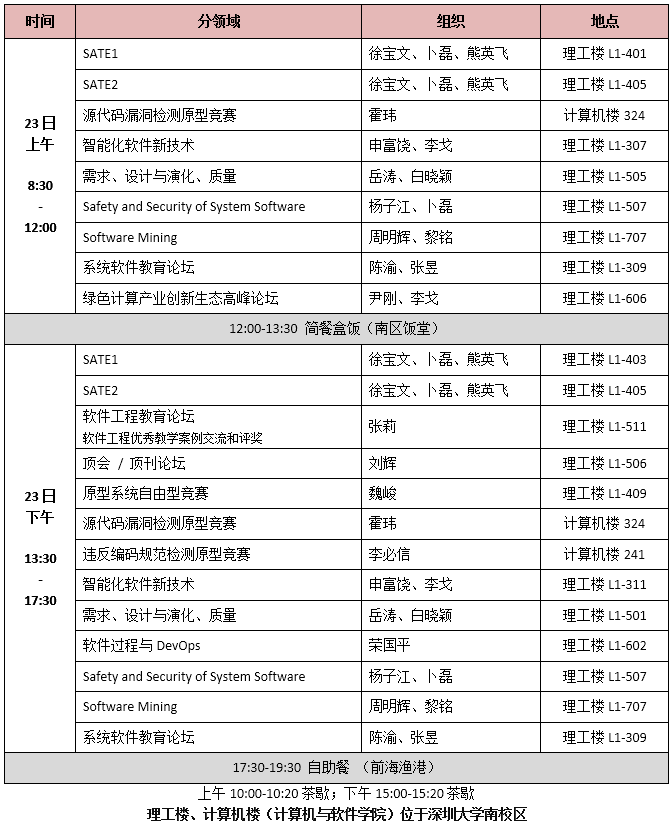 时间 分领域 组织 地点
SATE1 徐宝文、卜磊、熊英飞 理工楼 L1-401
SATE2 徐宝文、卜磊、熊英飞 理工楼 L1-405
源代码漏洞检测原型竞赛 霍玮 计算机楼 324
23日
上午
8:30
-
12:00
智能化软件新技术 申富饶、李戈 理工楼 L1-307
需求、设计与演化、质量 岳涛、白晓颖 理工楼 L1-505
Safety and Security of System Software 杨子江、卜磊 理工楼 L1-507
Software Mining 周明辉、黎铭 理工楼 L1-707
系统软件教育论坛 陈渝、张昱 理工楼 L1-309
绿色计算产业创新生态高峰论坛 尹刚、李戈 理工楼 L1-606
12:00-13:30 简餐盒饭（南区饭堂）
SATE1 徐宝文、卜磊、熊英飞 理工楼 L1-403
SATE2 徐宝文、卜磊、熊英飞 理工楼 L1-405
软件工程教育论坛
软件工程优秀教学案例交流和评奖 张莉 理工楼 L1-511
顶会 / 顶刊论坛 刘辉 理工楼 L1-506
原型系统自由型竞赛 魏峻 理工楼 L1-409
23日
下午
13:30
-
17:30
源代码漏洞检测原型竞赛 霍玮 计算机楼 324
违反编码规范检测原型竞赛 李必信 计算机楼 241
智能化软件新技术 申富饶、李戈 理工楼 L1-311
需求、设计与演化、质量 岳涛、白晓颖 理工楼 L1-501
软件过程与 DevOps 荣国平 理工楼 L1-602
Safety and Security of System Software 杨子江、卜磊 理工楼 L1-507
Software Mining 周明辉、黎铭 理工楼 L1-707
系统软件教育论坛 陈渝、张昱 理工楼 L1-309
17:30-19:30 自助餐 （前海渔港）
上午 10:00-10:20 茶歇；下午 15:00-15:20 茶歇
理工楼、计算机楼（计算机与软件学院）位于深圳大学南校区